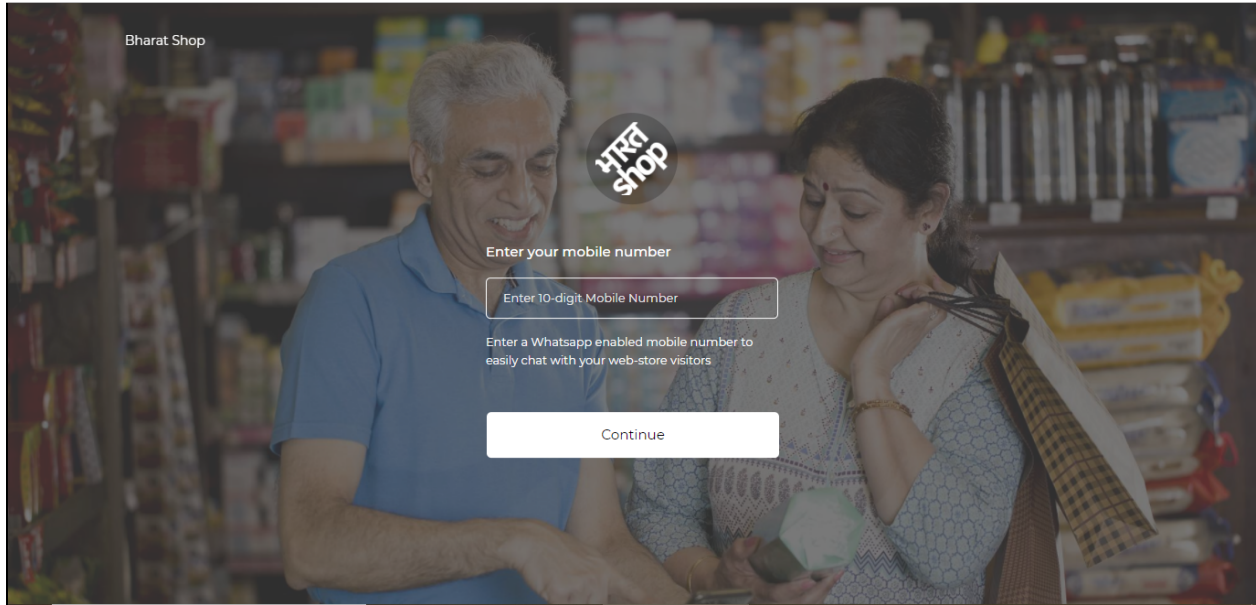 Bharat Shop
भारत
shop
Enter your mobile number
Enter 10-digit Mobile Number
Enter a Whatsapp enabled mobile number to
easily chat with your web-store visitors
Continue